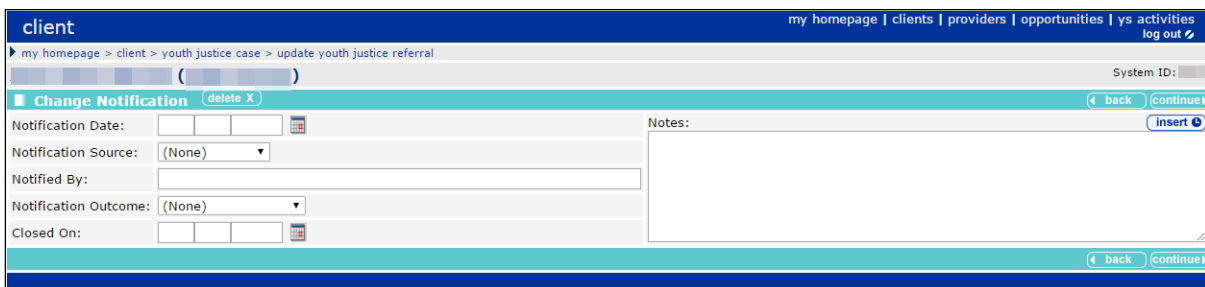 client
my homepage | clients | providers | opportunities | ys activities
log out
my homepage > client > youth justice case > update youth justice referral
( )
System ID:
Change Notification delete X
back continue
Notification Date:
Notes:
insert
Notification Source: (None)
Notified By:
Notification Outcome: (None)
Closed On:
back continue